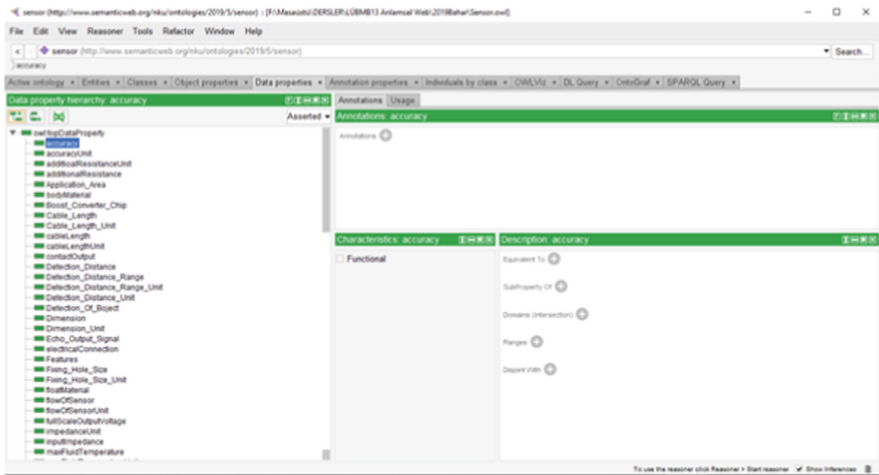 sensor (http://www.semanticweb.org/nku/ontologies/2019/5/sensor) : [F:\Masaüstü\DERSLER\LÜBMB13 Anlamsal Web\2019Bahar\Sensor.owl]
File Edit View Reasoner Tools Refactor Window Help
< > sensor (http://www.semanticweb.org/nku/ontologies/2019/5/sensor) Search...
accuracy
Active ontology × Entities × Classes × Object properties × Data properties × Annotation properties × Individuals by class × OWLViz × DL Query × OntoGraf × SPARQL Query ×
Data property hierarchy: accuracy
Asserted
owl:topDataProperty
accuracy
accuracyUnit
additioalResistanceUnit
additionalResistance
Application_Area
bodyMaterial
Boost_Converter_Chip
Cable_Length
Cable_Length_Unit
cableLength
cableLengthUnit
contactOutput
Detection_Distance
Detection_Distance_Range
Detection_Distance_Range_Unit
Detection_Distance_Unit
Detection_Of_Boject
Dimension
Dimension_Unit
Echo_Output_Signal
electricalConnection
Features
Fixing_Hole_Size
Fixing_Hole_Size_Unit
floatMaterial
flowOfSensor
flowOfSensorUnit
fullScaleOutputVoltage
impedanceUnit
inputImpedance
maxFluidTemperature
Annotations Usage
Annotations: accuracy
Annotations
Characteristics: accuracy
Functional
Description: accuracy
Equivalent To
SubProperty Of
Domains (intersection)
Ranges
Disjoint With
To use the reasoner click Reasoner > Start reasoner Show Inferences